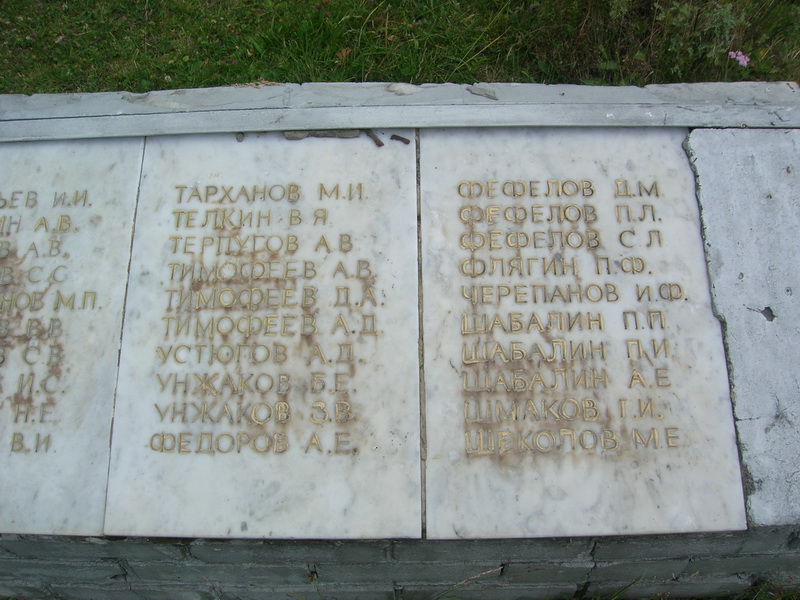 И.И.
А.В.
А.В.
С.С.
М.П.
В.В.
С.В.
И.С.
Н.Е.
В.И.
ТАРХАНОВ М.И.
ТЕЛКИН В.Я
ТЕРПУГОВ А.В
ТИМОФЕЕВ А.В.
ТИМОФЕЕВ Д.А.
ТИМОФЕЕВ А.Д.
УСТЮГОВ А.Д.
УНЖАКОВ Б.Е.
УНЖАКОВ З.В.
ФЕДОРОВ А.Е.
ФЕФЕЛОВ Д.М.
ФЕФЕЛОВ П.Л.
ФЕФЕЛОВ С.Л
ФЛЯГИН П.Ф.
ЧЕРЕПАНОВ И.Ф.
ШАБАЛИН П.П.
ШАБАЛИН П.И.
ШАБАЛИН А.Е
ШМАКОВ Г.И.
ЩЕКОЛОВ М.Е